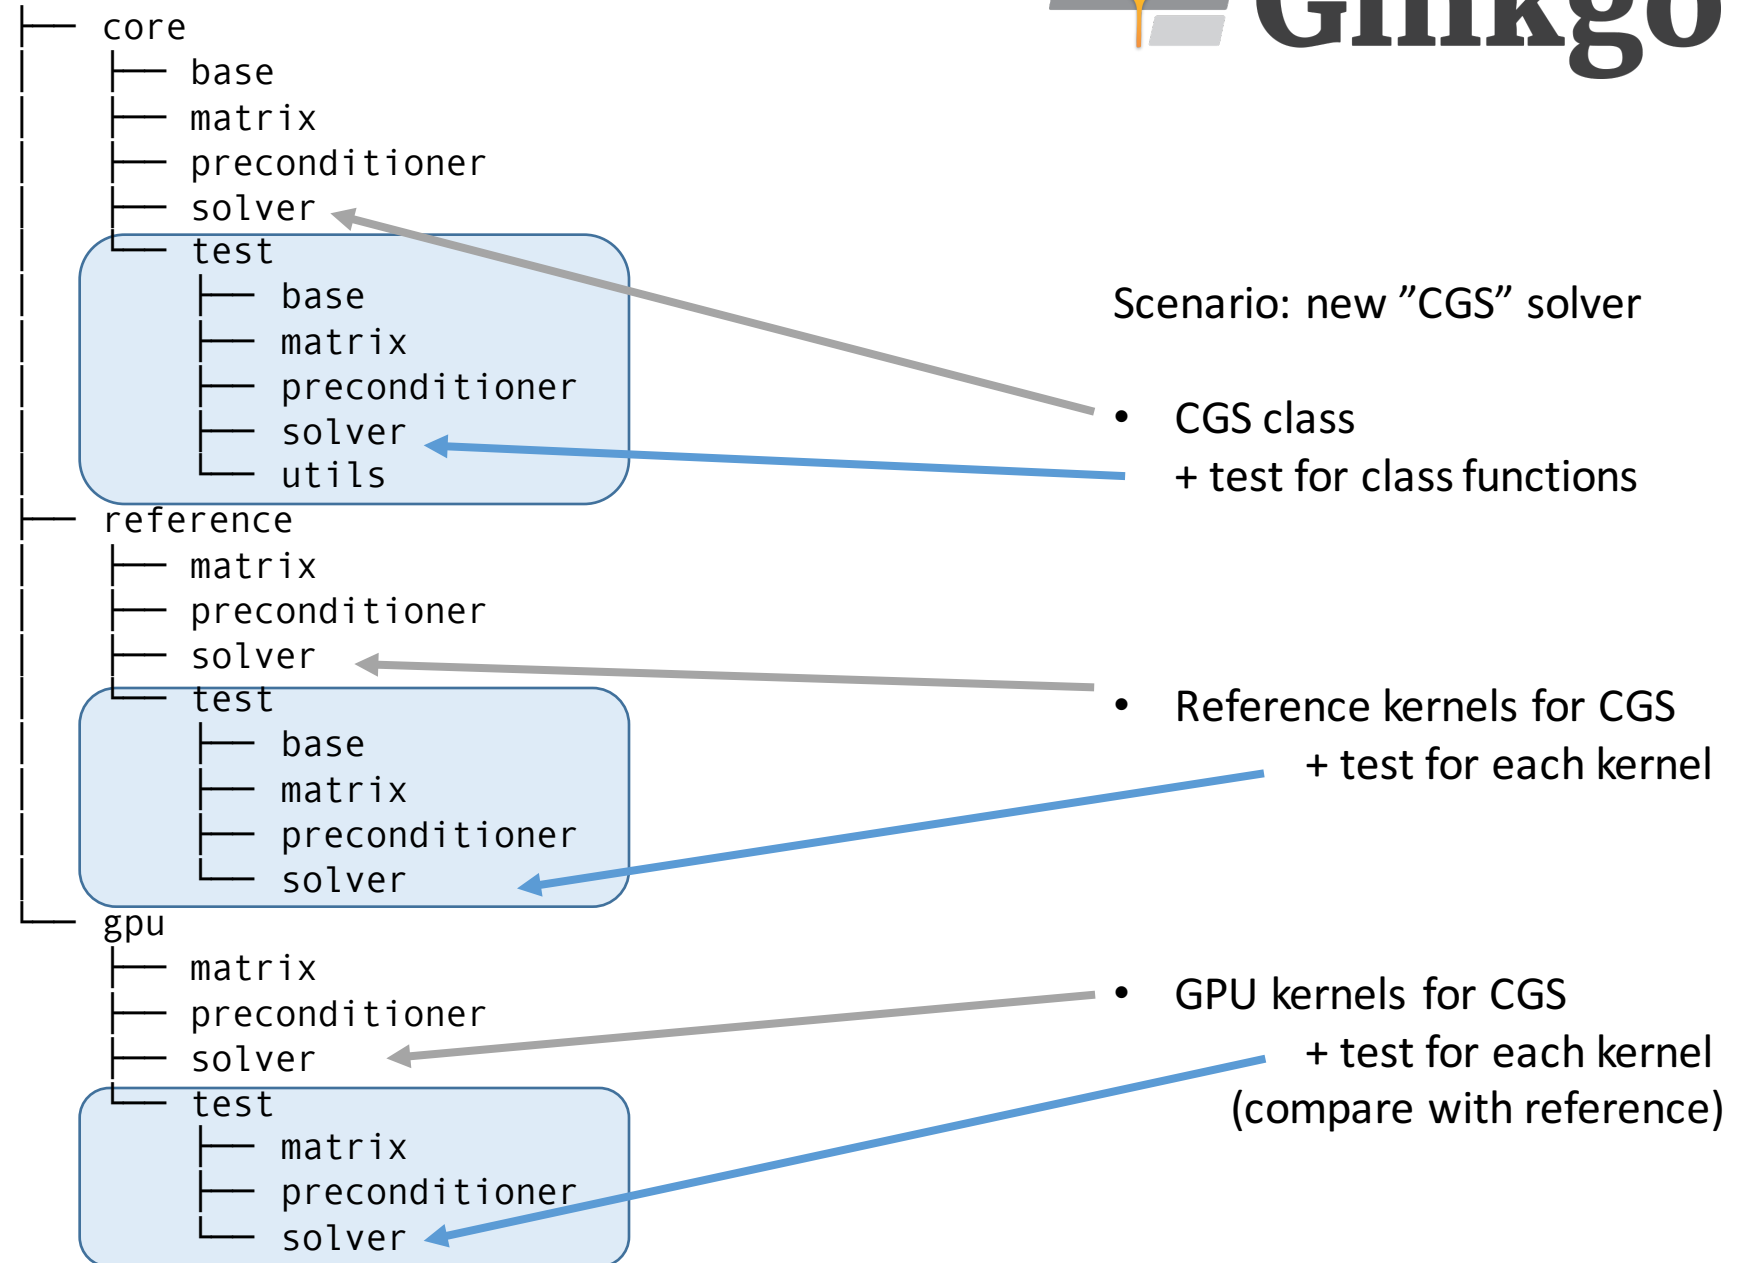 Ginkgo
core
base
matrix
preconditioner
solver
test
base
matrix
preconditioner
solver
utils
reference
matrix
preconditioner
solver
test
base
matrix
preconditioner
solver
gpu
matrix
preconditioner
solver
test
matrix
preconditioner
solver
Scenario: new ”CGS” solver
• CGS class
+ test for class functions
• Reference kernels for CGS
+ test for each kernel
• GPU kernels for CGS
+ test for each kernel
(compare with reference)